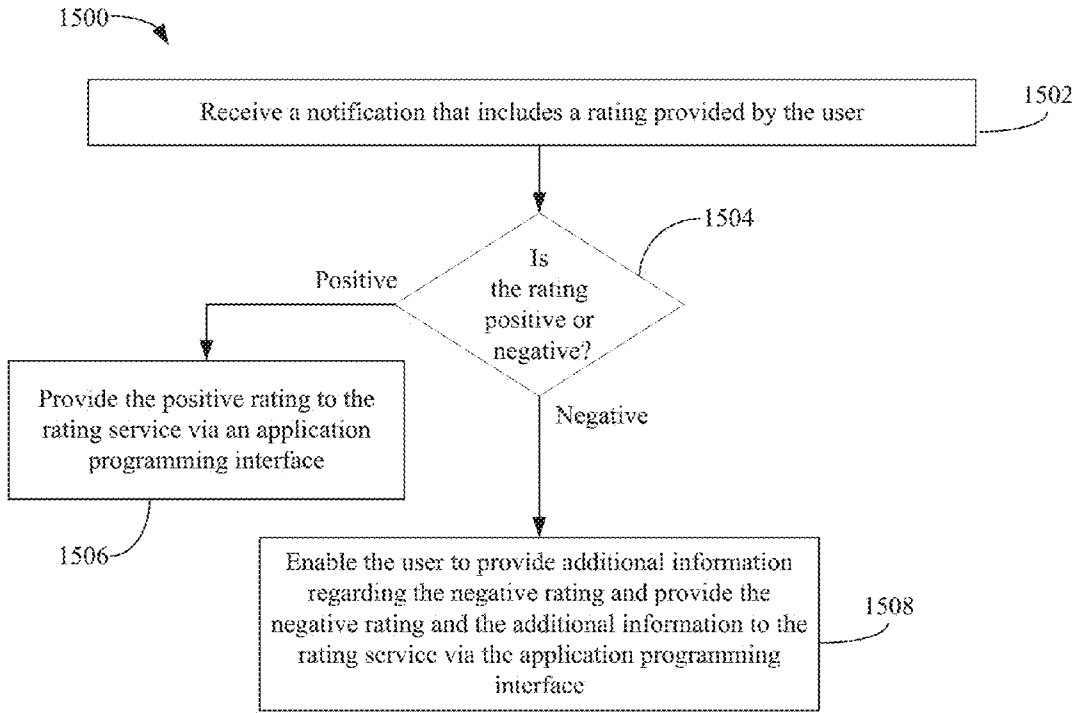 1500
Receive a notification that includes a rating provided by the user
1502
1504
Is
the rating
positive or
negative?
Positive
Provide the positive rating to the
rating service via an application
programming interface
Negative
1506
Enable the user to provide additional information
regarding the negative rating and provide the
negative rating and the additional information to the
rating service via the application programming
interface
1508